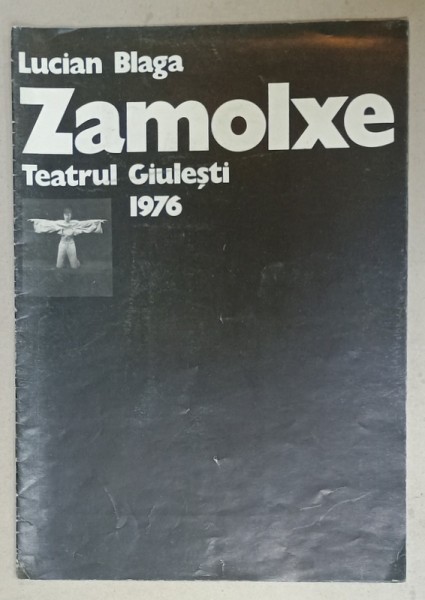 Lucian Blaga
Zamolxe
Teatrul Giulești
1976